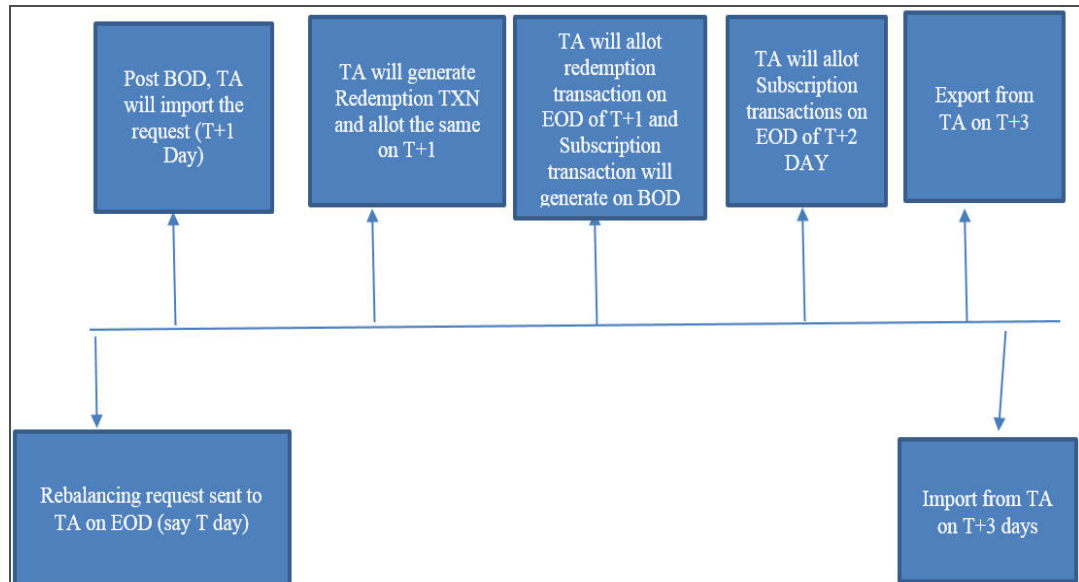 Post BOD, TA
will import the
request (T+1
Day)
TA will generate
Redemption TXN
and allot the same
on T+1
TA will allot
redemption
transaction on
EOD of T+1 and
Subscription
transaction will
generate on BOD
TA will allot
Subscription
transactions on
EOD of T+2
DAY
Export from
TA on T+3
Rebalancing request sent to
TA on EOD (say T day)
Import from TA
on T+3 days